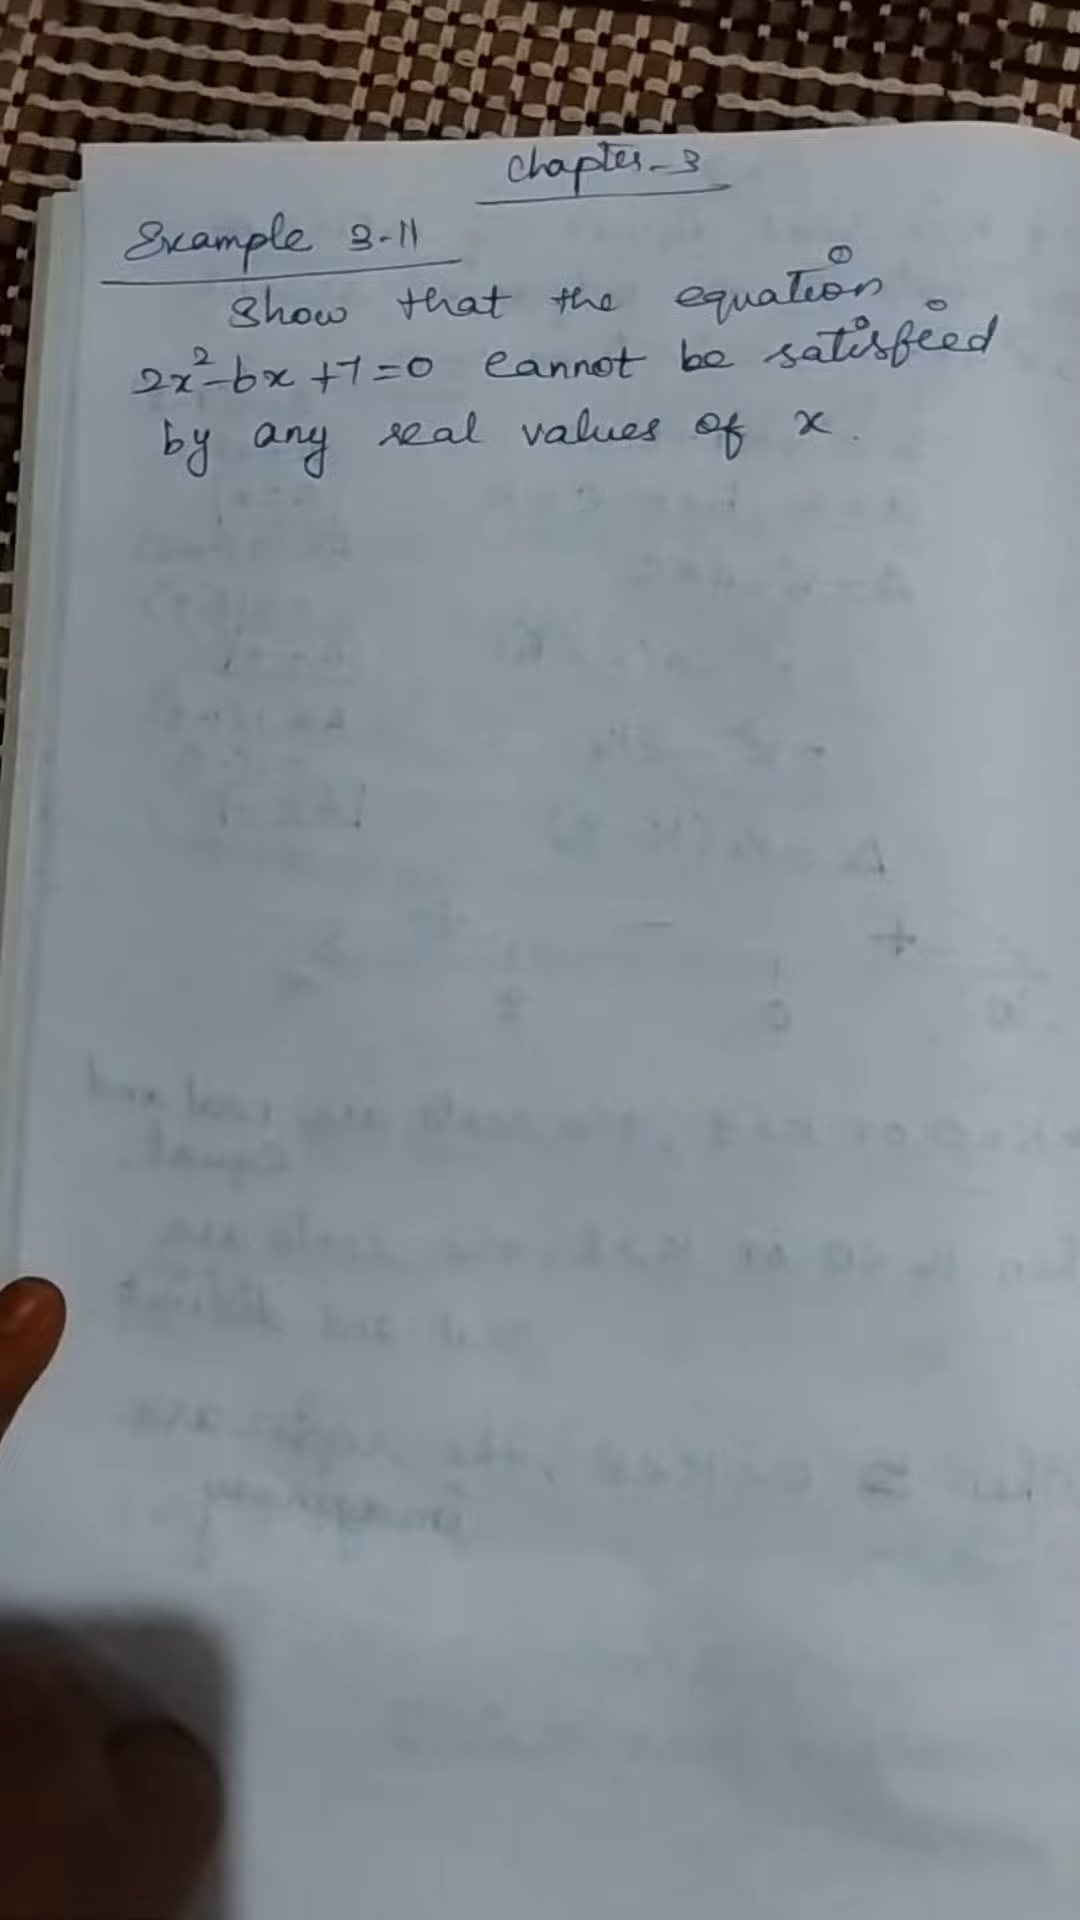 Chapter-3
Example 3.11
Show that the equation
2x²-6x+7=0 cannot be satisfied
by any real values of x.